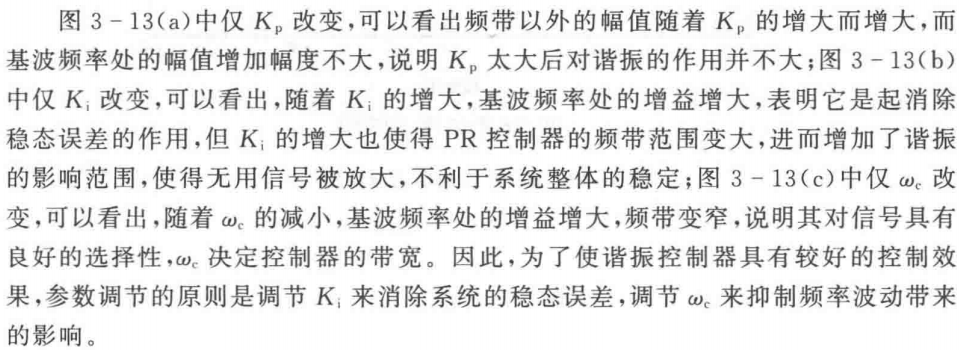 图 3-13(a)中仅 Kp 改变,可以看出频带以外的幅值随着 Kp 的增大而增大,而
基波频率处的幅值增加幅度不大,说明 Kp 太大后对谐振的作用并不大;图 3-13(b)
中仅 Ki 改变,可以看出,随着 Ki 的增大,基波频率处的增益增大,表明它是起消除
稳态误差的作用,但 Ki 的增大也使得 PR 控制器的频带范围变大,进而增加了谐振
的影响范围,使得无用信号被放大,不利于系统整体的稳定;图 3-13(c)中仅 ωc 改
变,可以看出,随着 ωc 的减小,基波频率处的增益增大,频带变窄,说明其对信号具有
良好的选择性,ωc 决定控制器的带宽。因此,为了使谐振控制器具有较好的控制效
果,参数调节的原则是调节 Ki 来消除系统的稳态误差,调节 ωc 来抑制频率波动带来
的影响。